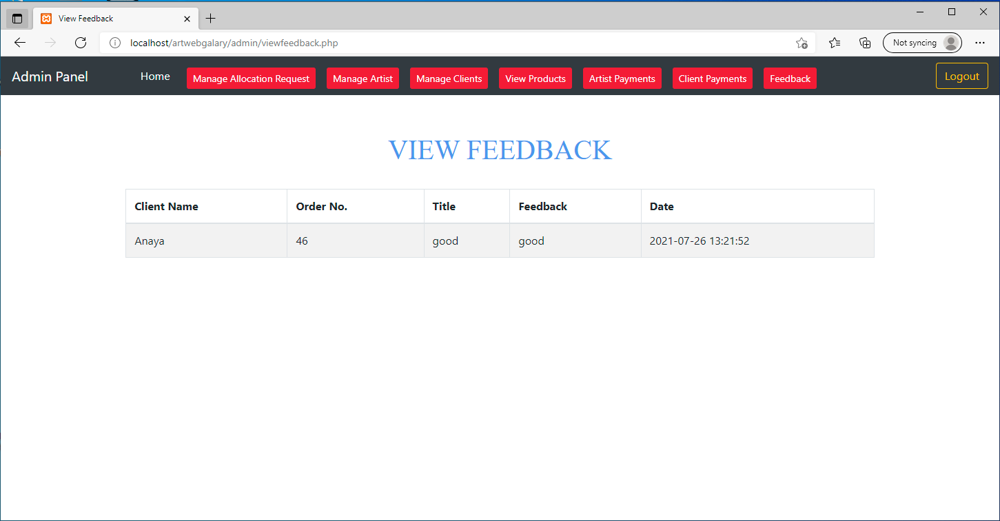 View Feedback
localhost/artwebgalary/admin/viewfeedback.php
Not syncing
Admin Panel Home Manage Allocation Request Manage Artist Manage Clients View Products Artist Payments Client Payments Feedback Logout
VIEW FEEDBACK
Client Name Order No. Title Feedback Date
Anaya 46 good good 2021-07-26 13:21:52